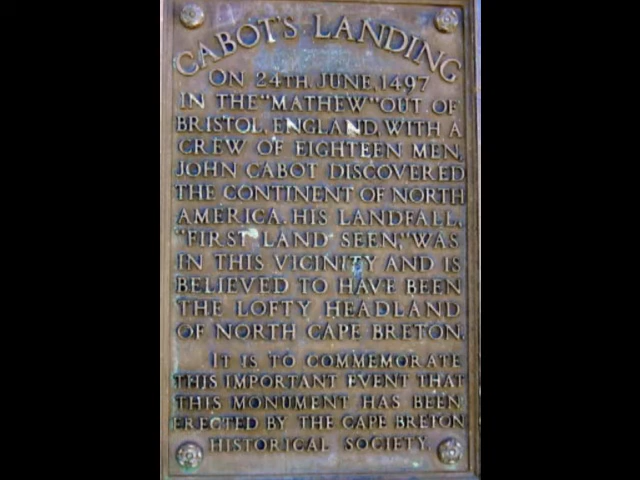 CABOT'S LANDING
ON 24TH JUNE, 1497
IN THE "MATHEW" OUT OF
BRISTOL, ENGLAND, WITH A
CREW OF EIGHTEEN MEN,
JOHN CABOT DISCOVERED
THE CONTINENT OF NORTH
AMERICA. HIS LANDFALL,
"FIRST LAND SEEN," WAS
IN THIS VICINITY AND IS
BELIEVED TO HAVE BEEN
THE LOFTY HEADLAND
OF NORTH CAPE BRETON.
IT IS TO COMMEMORATE
THIS IMPORTANT EVENT THAT
THIS MONUMENT HAS BEEN
ERECTED BY THE CAPE BRETON
HISTORICAL SOCIETY.